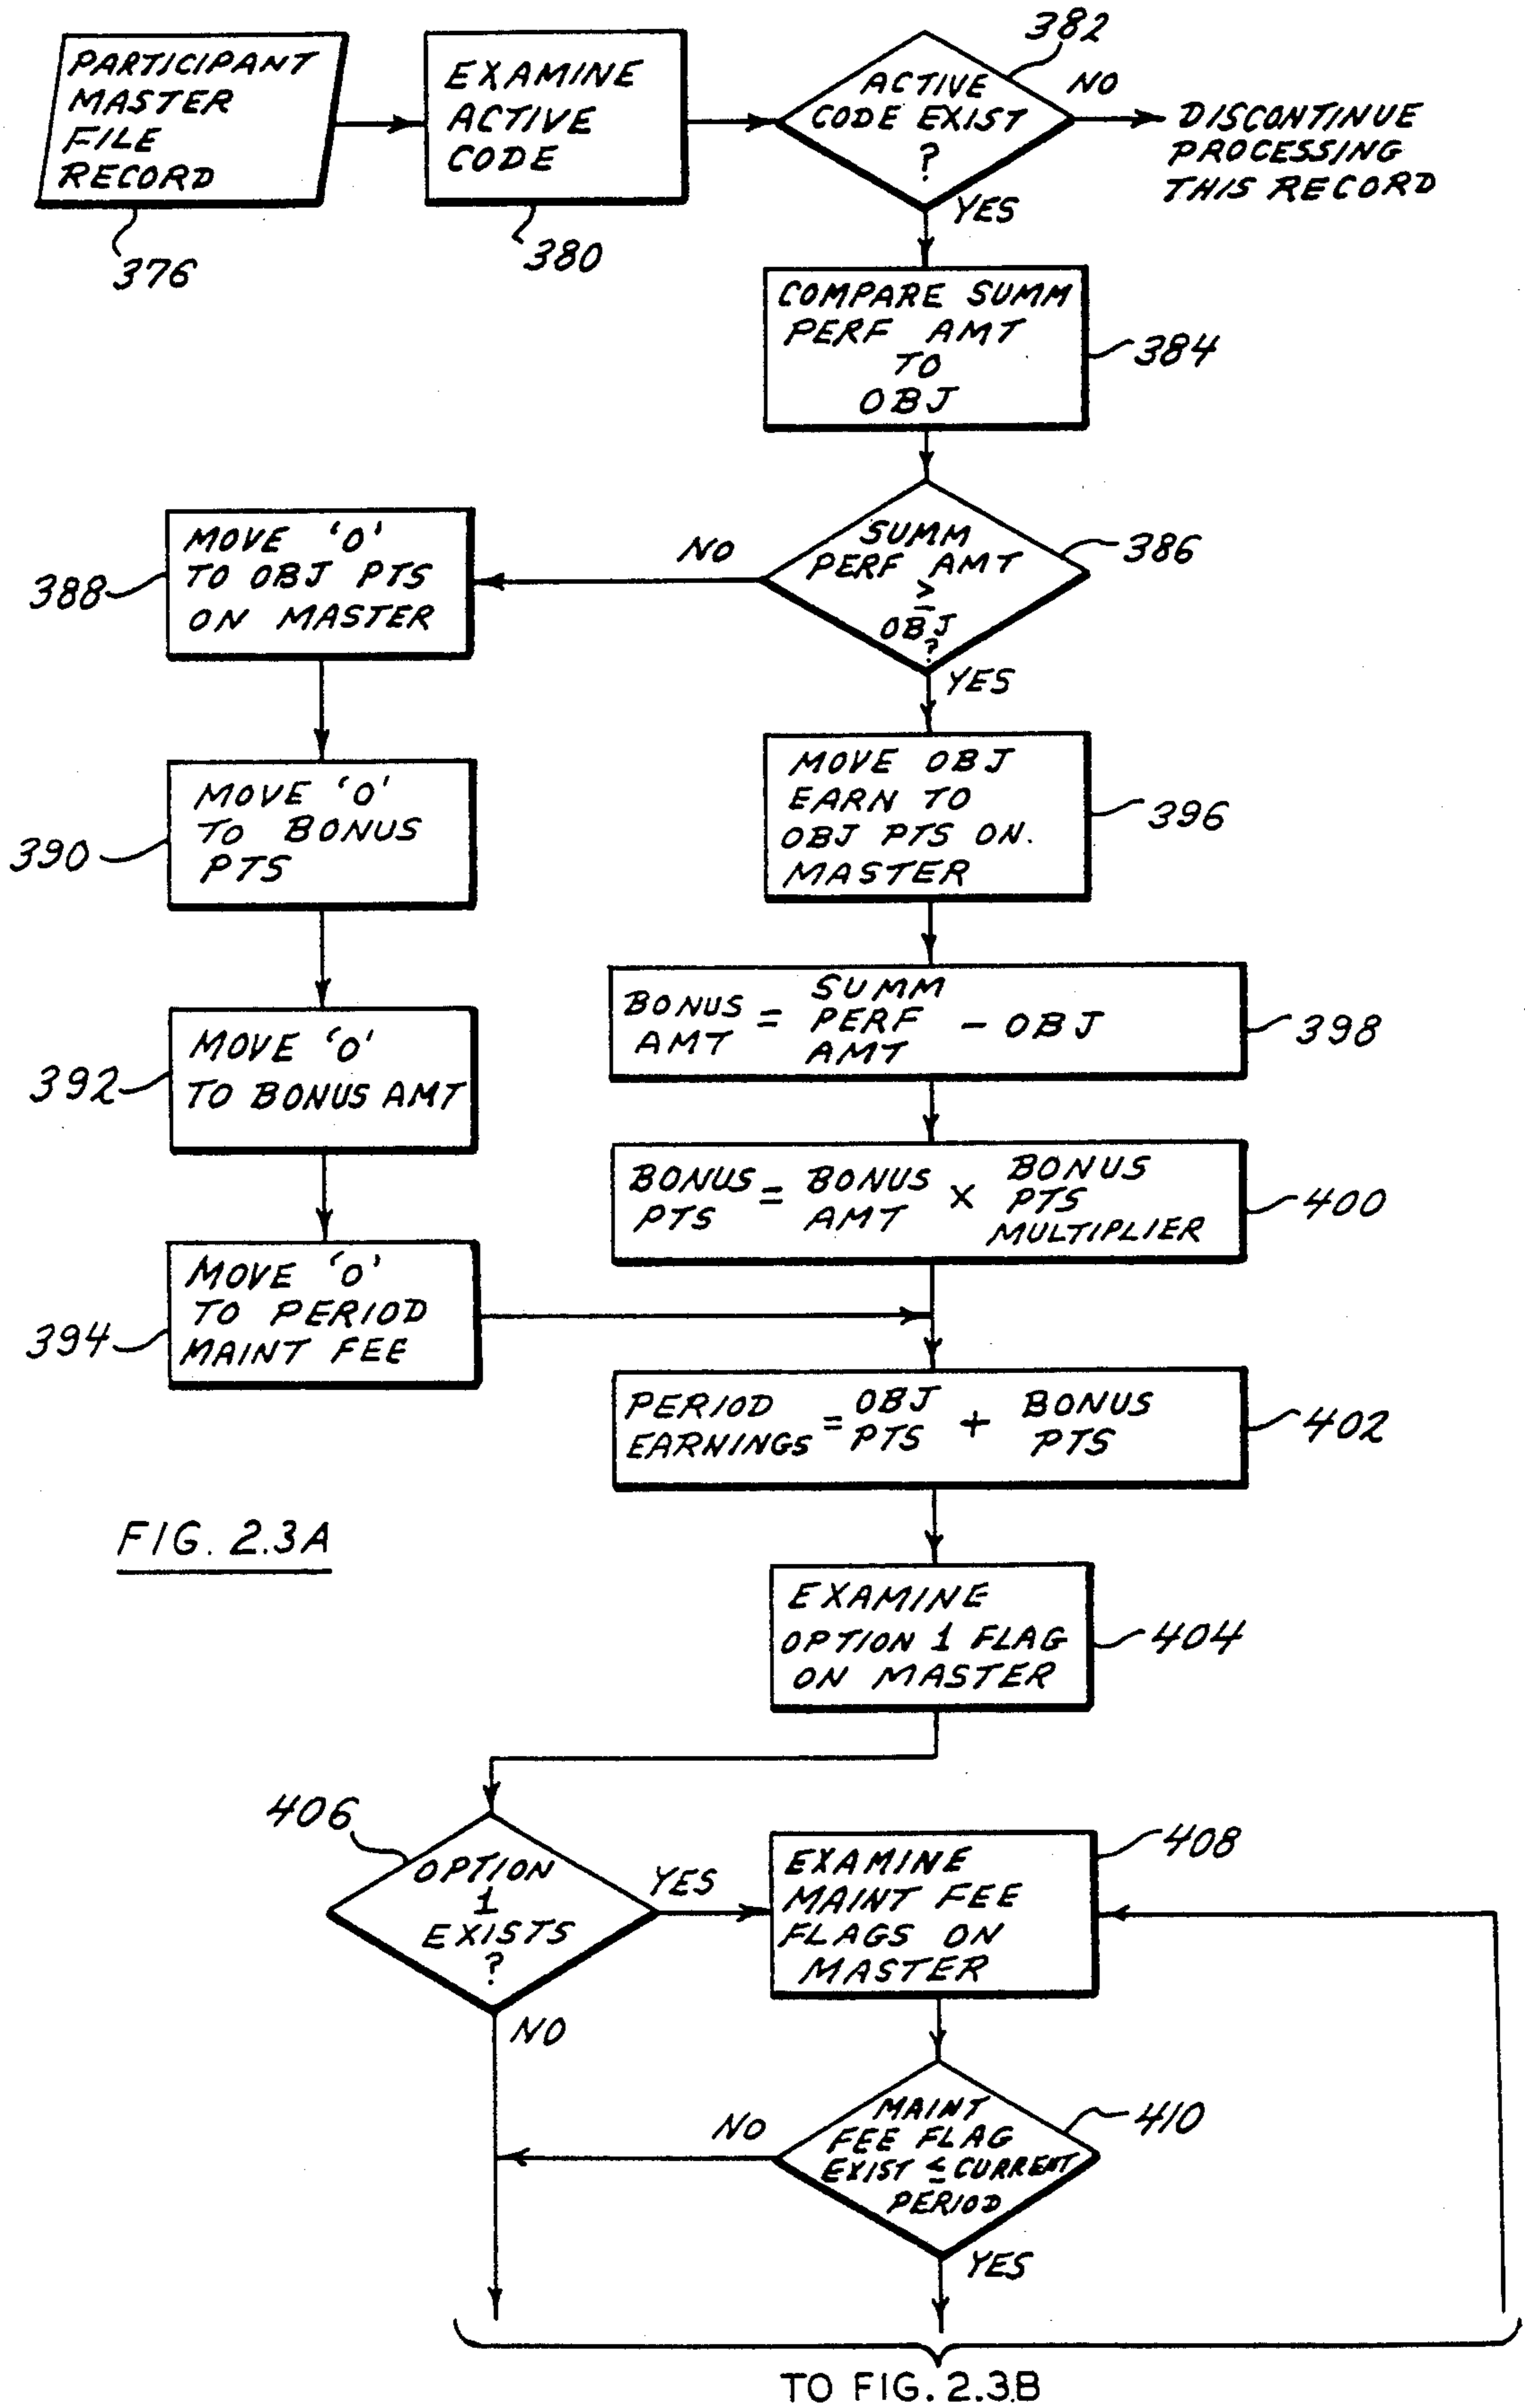 PARTICIPANT
MASTER
FILE
RECORD
376
EXAMINE
ACTIVE
CODE
380
ACTIVE
CODE EXIST
?
382
NO
DISCONTINUE
PROCESSING
THIS RECORD
YES
COMPARE SUMM
PERF AMT
TO
OBJ
384
SUMM
PERF AMT
≥
OBJ
?
386
NO
YES
MOVE '0'
TO OBJ PTS
ON MASTER
388
MOVE '0'
TO BONUS
PTS
390
MOVE '0'
TO BONUS AMT
392
MOVE '0'
TO PERIOD
MAINT FEE
394
MOVE OBJ
EARN TO
OBJ PTS ON.
MASTER
396
BONUS AMT = SUMM PERF AMT - OBJ
398
BONUS PTS = BONUS AMT × BONUS PTS MULTIPLIER
400
PERIOD EARNINGS = OBJ PTS + BONUS PTS
402
FIG. 2.3A
EXAMINE
OPTION 1 FLAG
ON MASTER
404
406
OPTION
1
EXISTS
?
YES
NO
EXAMINE
MAINT FEE
FLAGS ON
MASTER
408
MAINT
FEE FLAG
EXIST ≤ CURRENT
PERIOD
410
NO
YES
TO FIG. 2.3B